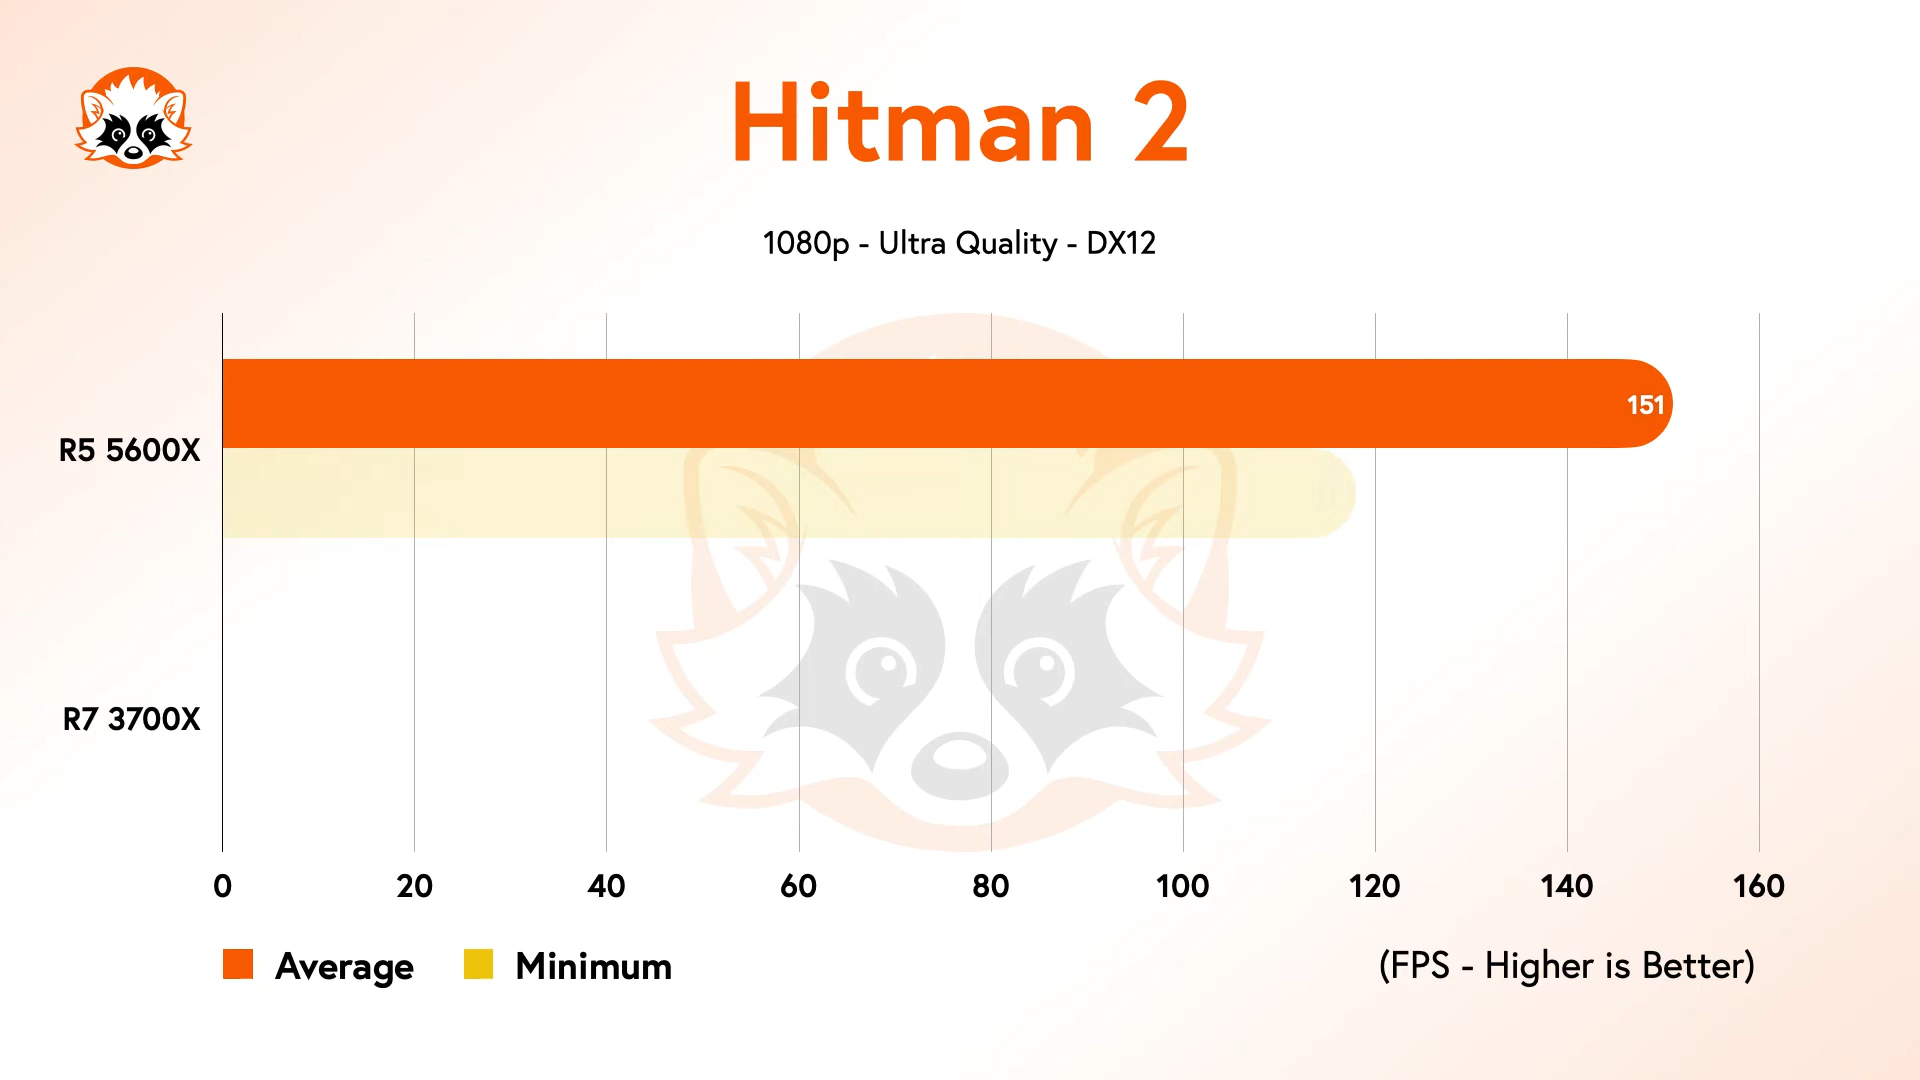 Hitman 2
1080p - Ultra Quality - DX12
151
R5 5600X
R7 3700X
0 20 40 60 80 100 120 140 160
Average Minimum (FPS - Higher is Better)